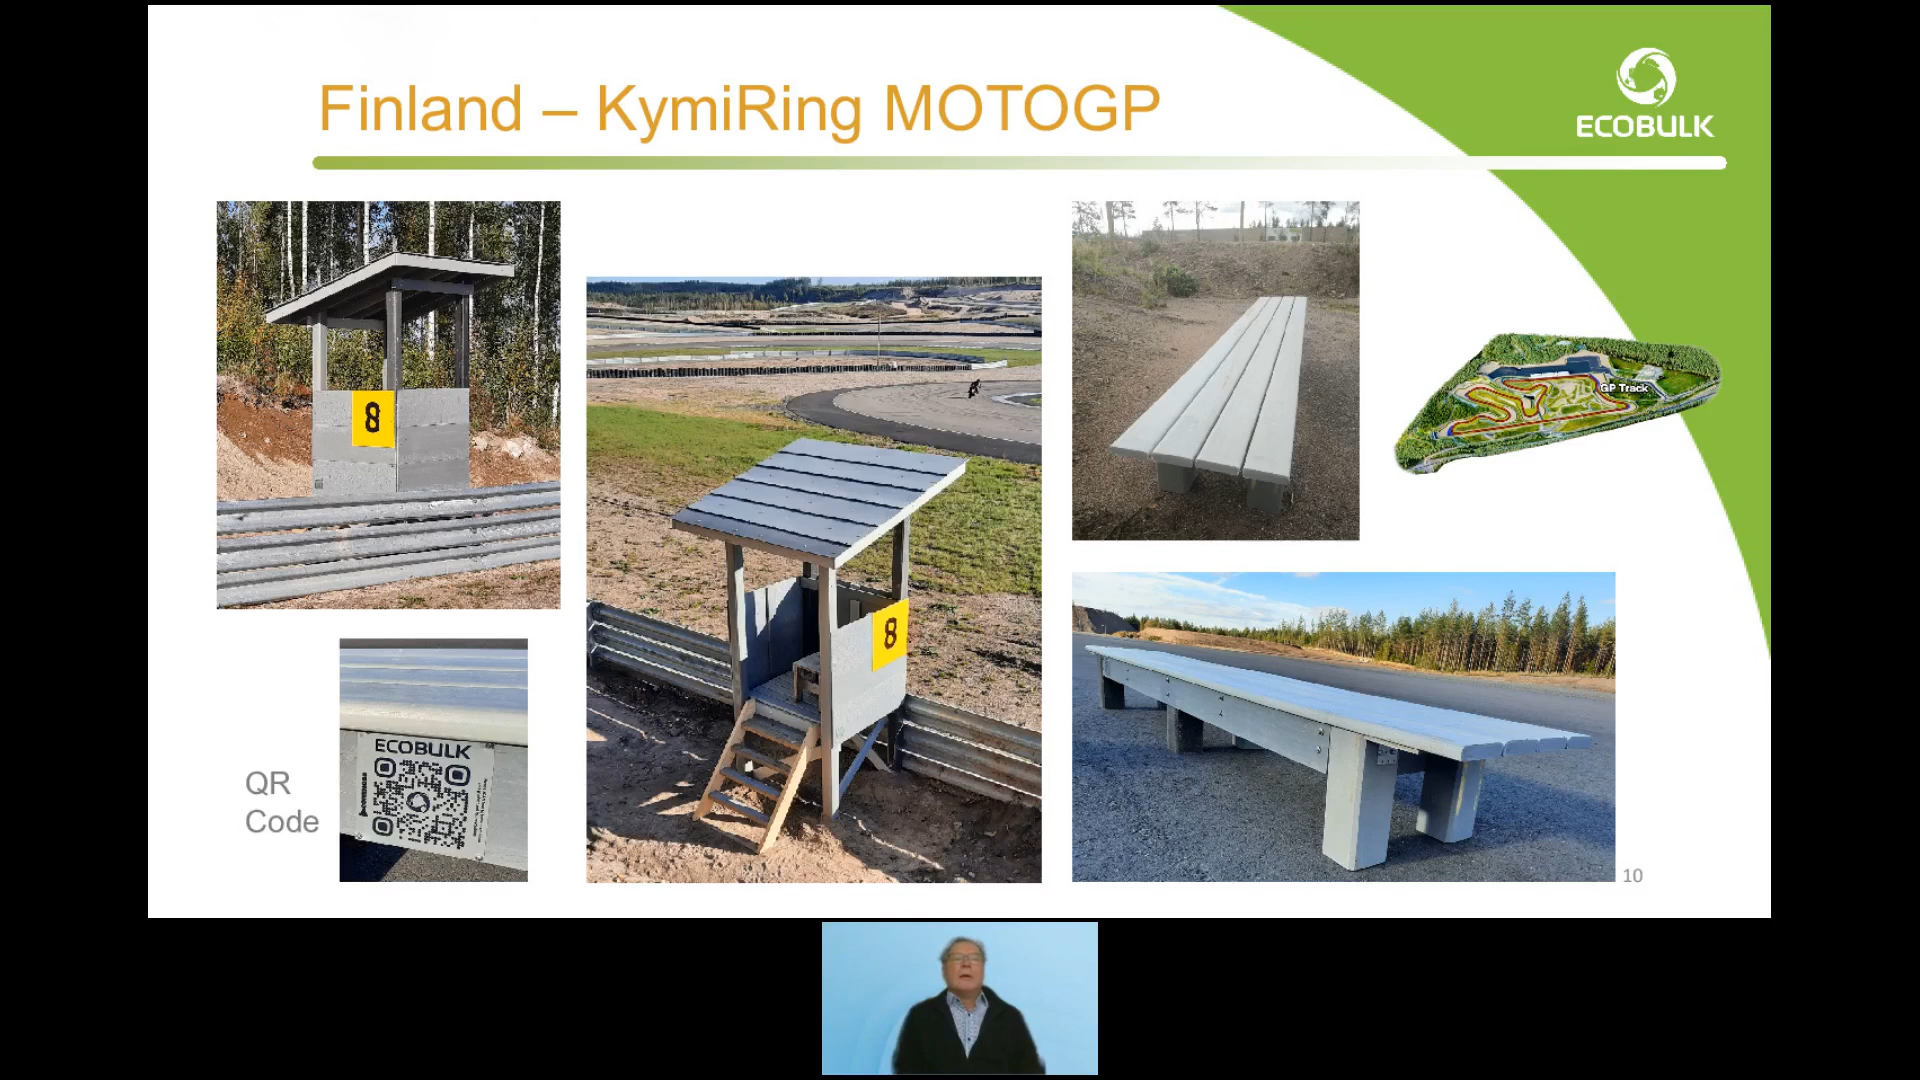 Finland – KymiRing MOTOGP
ECOBULK
8
8
GP Track
QR
Code
ECOBULK
10